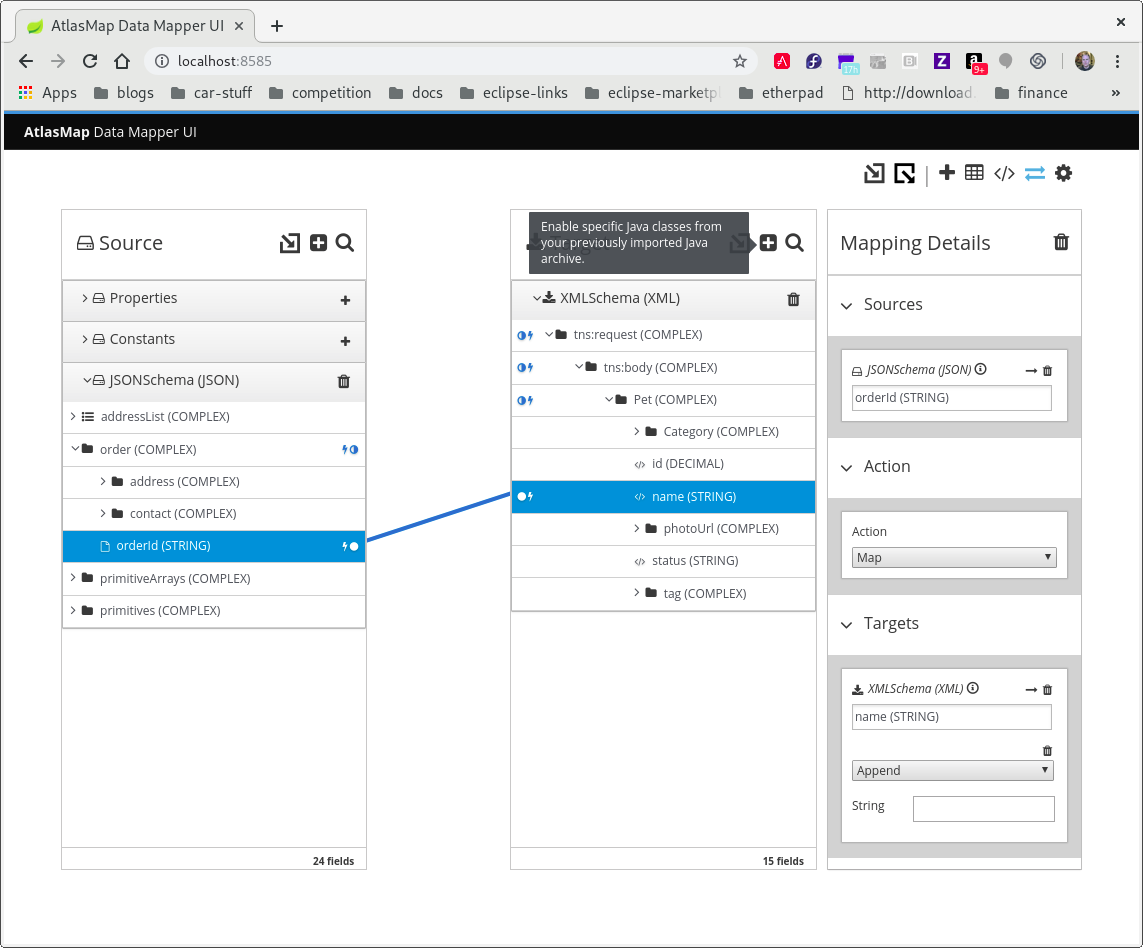 AtlasMap Data Mapper UI
localhost:8585
17h
9+
Apps
blogs
car-stuff
competition
docs
eclipse-links
eclipse-marketpl
etherpad
http://download.
finance
»
AtlasMap Data Mapper UI
Source
Enable specific Java classes from
your previously imported Java
archive.
Mapping Details
Properties
Constants
JSONSchema (JSON)
addressList (COMPLEX)
order (COMPLEX)
address (COMPLEX)
contact (COMPLEX)
orderId (STRING)
primitiveArrays (COMPLEX)
primitives (COMPLEX)
24 fields
XMLSchema (XML)
tns:request (COMPLEX)
tns:body (COMPLEX)
Pet (COMPLEX)
Category (COMPLEX)
id (DECIMAL)
name (STRING)
photoUrl (COMPLEX)
status (STRING)
tag (COMPLEX)
15 fields
Sources
JSONSchema (JSON)
orderId (STRING)
Action
Action
Map
Targets
XMLSchema (XML)
name (STRING)
Append
String